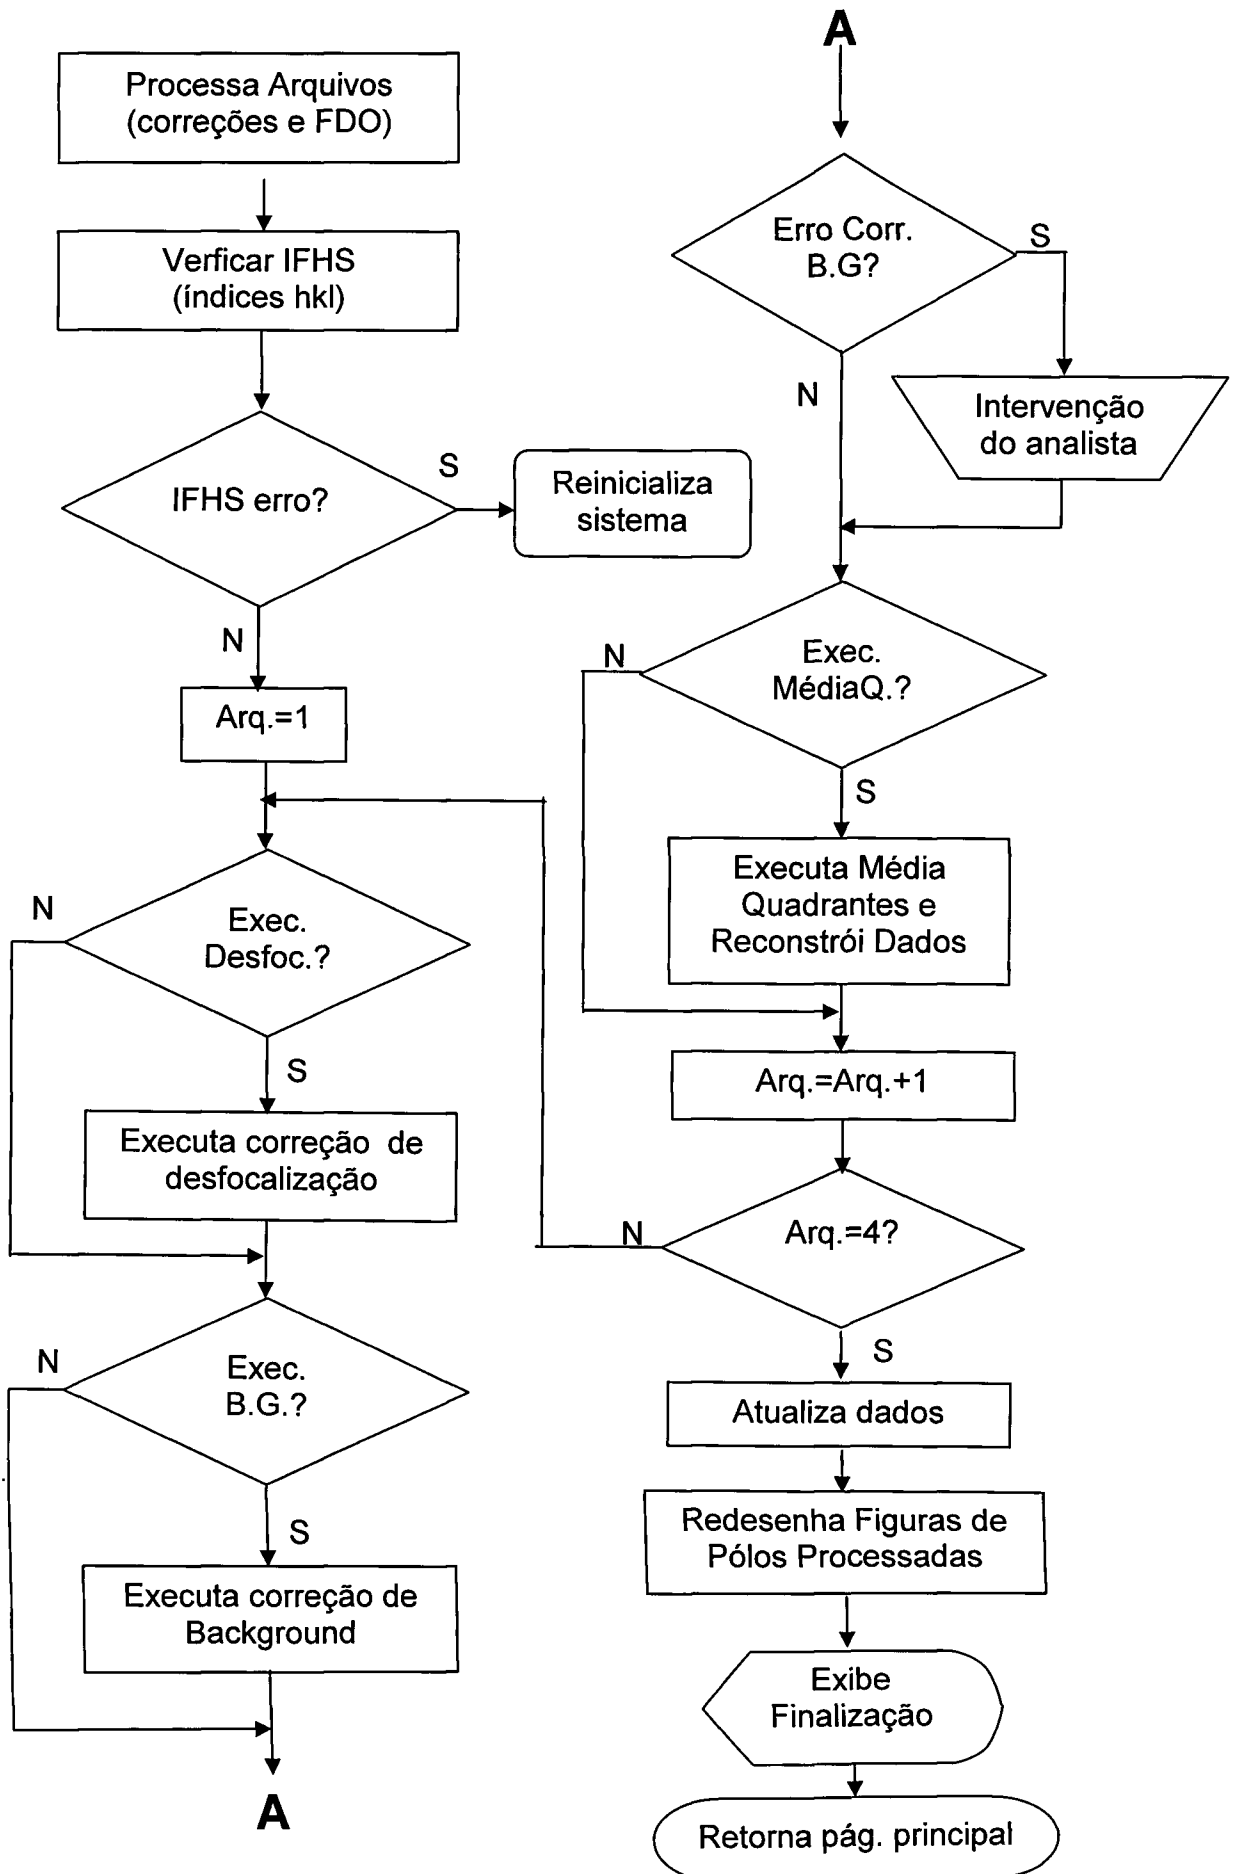 Processa Arquivos
(correções e FDO)
Verficar IFHS
(índices hkl)
IFHS erro?
S
Reinicializa
sistema
N
Arq.=1
N
Exec.
Desfoc.?
S
Executa correção de
desfocalização
N
Exec.
B.G.?
S
Executa correção de
Background
A
A
Erro Corr.
B.G?
S
N
Intervenção
do analista
N
Exec.
MédiaQ.?
S
Executa Média
Quadrantes e
Reconstrói Dados
Arq.=Arq.+1
N
Arq.=4?
S
Atualiza dados
Redesenha Figuras de
Pólos Processadas
Exibe
Finalização
Retorna pág. principal